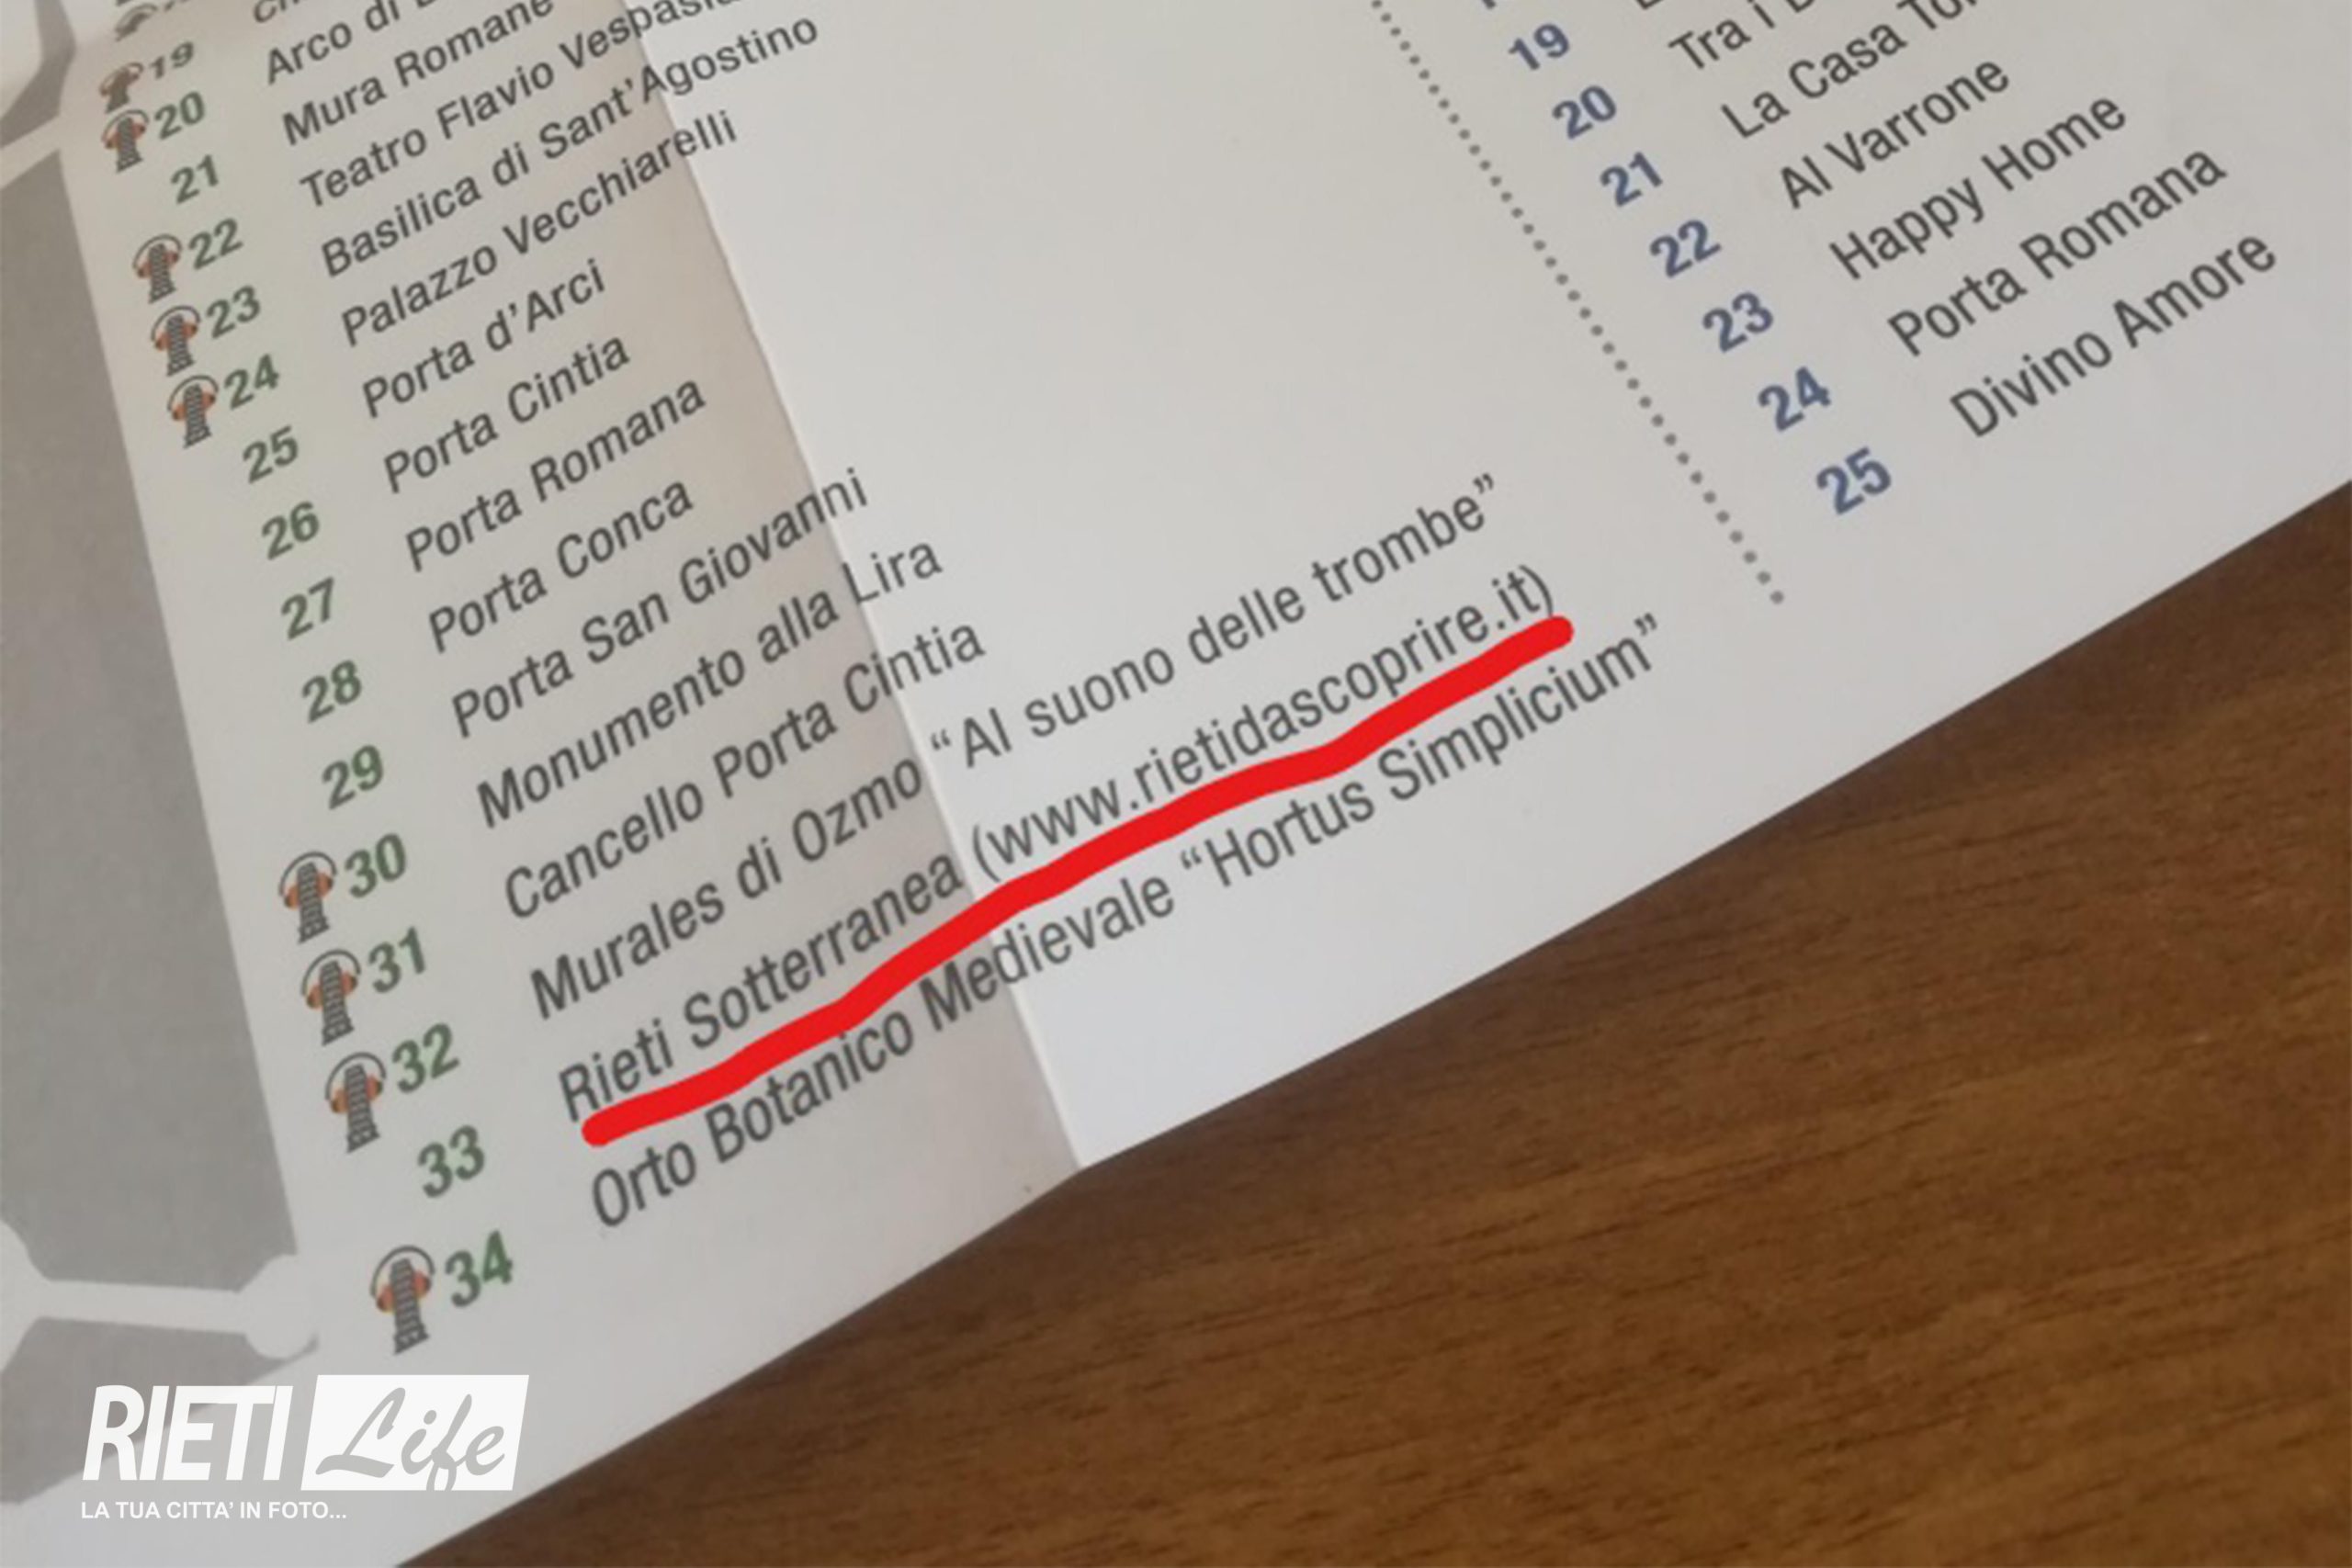 19
20 Arco di
21 Mura Romane
22 Teatro Flavio
23 Basilica di Sant'Agostino
24 Palazzo Vecchiarelli
25 Porta d'Arci
26 Porta Cintia
27 Porta Romana
28 Porta Conca
29 Porta San Giovanni
30 Monumento alla Lira
31 Cancello Porta Cintia
32 Murales di Ozmo “Al suono delle trombe”
33 Rieti Sotterranea (www.rietidascoprire.it)
34 Orto Botanico Medievale “Hortus Simplicium”
19
20 Tra i
21 La Casa
22 Al Varrone
23 Happy Home
24 Porta Romana
25 Divino Amore
RIETI Life
LA TUA CITTA' IN FOTO...